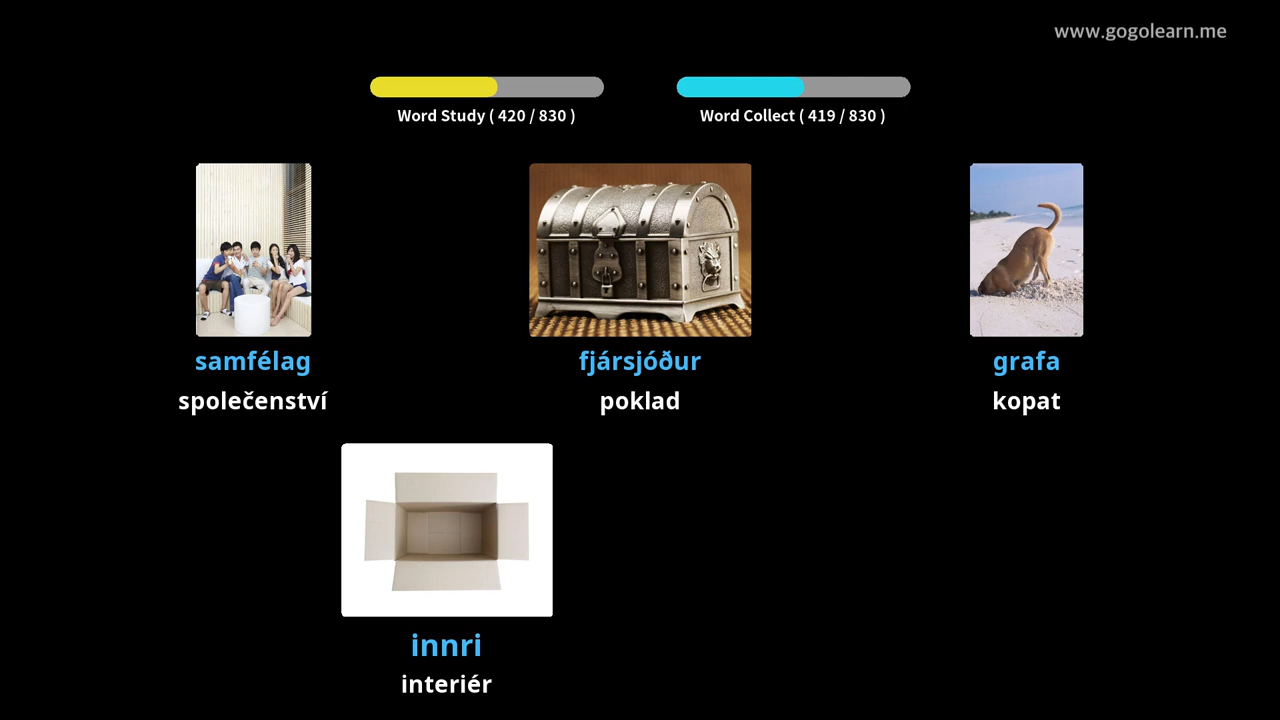 www.gogolearn.me
Word Study ( 420 / 830 )
Word Collect ( 419 / 830 )
samfélag
společenství
fjársjóður
poklad
grafa
kopat
innri
interiér